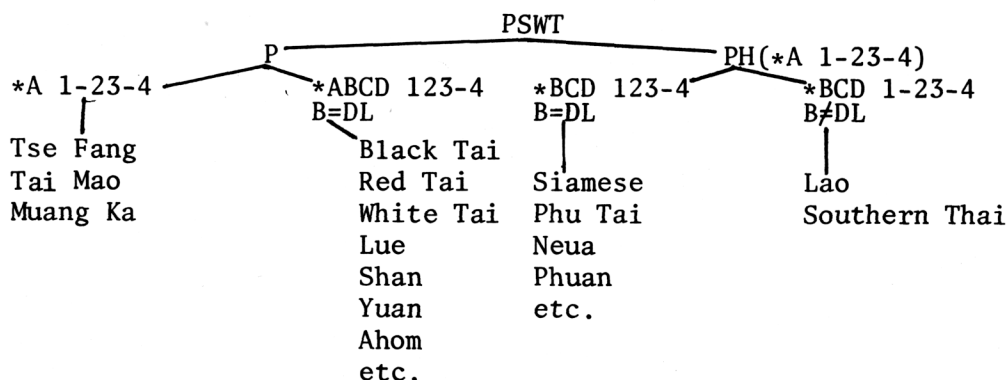 PSWT
P PH(*A 1-23-4)
*A 1-23-4 *ABCD 123-4 *BCD 123-4 *BCD 1-23-4
B=DL B=DL B≠DL
Tse Fang Black Tai
Tai Mao Red Tai Siamese Lao
Muang Ka White Tai Phu Tai Southern Thai
Lue Neua
Shan Phuan
Yuan etc.
Ahom
etc.